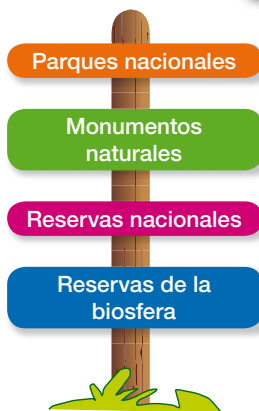 Parques nacionales
Monumentos
naturales
Reservas nacionales
Reservas de la
biosfera